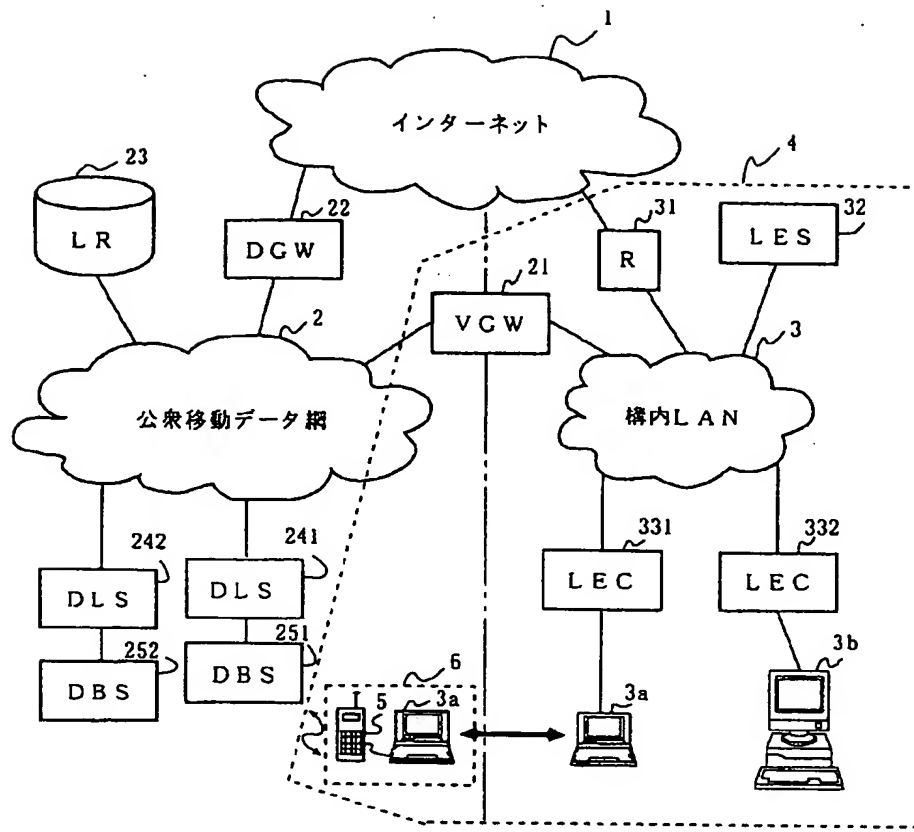 1
インターネット
4
23
LR
22
DGW
31
R
32
LES
21
VGW
2
公衆移動データ網
3
構内LAN
242
DLS
241
DLS
331
LEC
332
LEC
252
DBS
251
DBS
6
5
3a
3a
3b